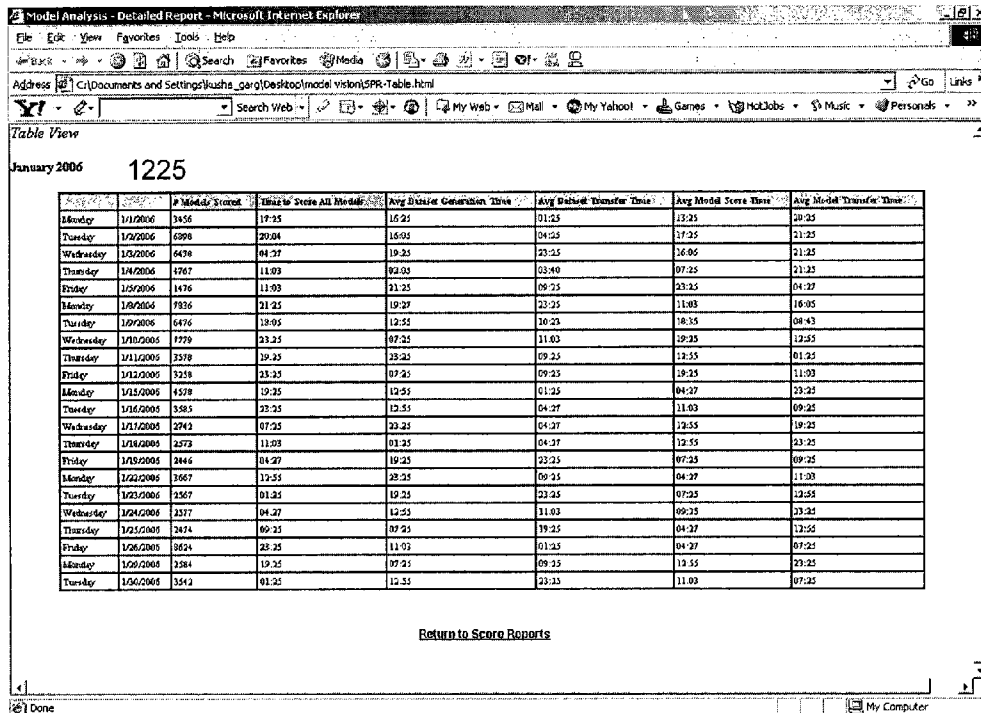 Model Analysis - Detailed Report - Microsoft Internet Explorer
File Edit View Favorites Tools Help
Back Search Favorites Media
Address C:\Documents and Settings\kusha_garg\Desktop\model vision\SPR-Table.html Go Links
Y! Search Web My Web Mail My Yahoo! Games HotJobs Music Personals »
Table View
January 2006 1225
# Models Scored Time to Score All Models Avg Dataset Generation Time Avg Dataset Transfer Time Avg Model Score Time Avg Model Transfer Time
Monday 1/1/2006 3456 17:25 16:25 01:25 13:25 20:25
Tuesday 1/2/2006 6898 20:04 16:05 04:25 17:25 21:25
Wednesday 1/3/2006 6478 04:27 19:25 23:25 16:05 21:25
Thursday 1/4/2006 4767 11:03 02:05 03:40 07:25 21:25
Friday 1/5/2006 1476 11:03 21:25 09:25 23:25 04:27
Monday 1/8/2006 7836 21:25 19:27 23:25 11:03 16:05
Tuesday 1/9/2006 6476 18:05 12:55 10:23 18:35 08:43
Wednesday 1/10/2006 23:25 07:25 11:03 19:25 12:55
Thursday 1/11/2006 3578 19:25 23:25 09:25 12:55 01:25
Friday 1/12/2006 3258 23:25 07:25 09:25 19:25 11:03
Monday 1/15/2006 4578 19:25 12:55 01:25 04:27 23:25
Tuesday 1/16/2006 3585 23:25 12:55 04:27 11:03 09:25
Wednesday 1/17/2006 2742 07:25 23:25 04:27 12:55 19:25
Thursday 1/18/2006 2573 11:03 01:25 04:27 12:55 23:25
Friday 1/19/2006 2446 04:27 19:25 23:25 07:25 09:25
Monday 1/22/2006 3667 12:55 23:25 09:25 04:27 11:03
Tuesday 1/23/2006 2567 01:25 19:25 23:25 07:25 12:55
Wednesday 1/24/2006 2577 04:27 12:55 11:03 09:25 23:25
Thursday 1/25/2006 2474 09:25 07:25 19:25 04:27 12:55
Friday 1/26/2006 8624 23:25 11:03 01:25 04:27 07:25
Monday 1/29/2006 2584 19:25 07:25 09:25 12:55 23:25
Tuesday 1/30/2006 3542 01:25 12:55 23:25 11:03 07:25
Return to Score Reports
Done My Computer